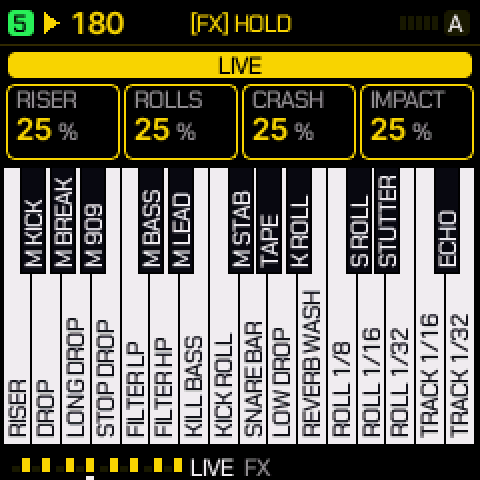 5 180 [FX] HOLD A
LIVE
RISER ROLLS CRASH IMPACT
25 % 25 % 25 % 25 %
M KICK
M BREAK
M 909
M BASS
M LEAD
M STAB
TAPE
K ROLL
S ROLL
STUTTER
ECHO
RISER
DROP
LONG DROP
STOP DROP
FILTER LP
FILTER HP
KILL BASS
KICK ROLL
SNARE BAR
LOW DROP
REVERB WASH
ROLL 1/8
ROLL 1/16
ROLL 1/32
TRACK 1/16
TRACK 1/32
LIVE FX